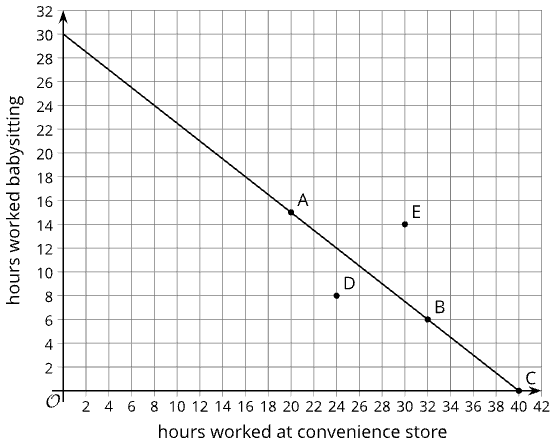 32
30
28
26
24
22
20
18
16
14
12
10
8
6
4
2
hours worked babysitting
A
E
D
B
C
O
2 4 6 8 10 12 14 16 18 20 22 24 26 28 30 32 34 36 38 40 42
hours worked at convenience store